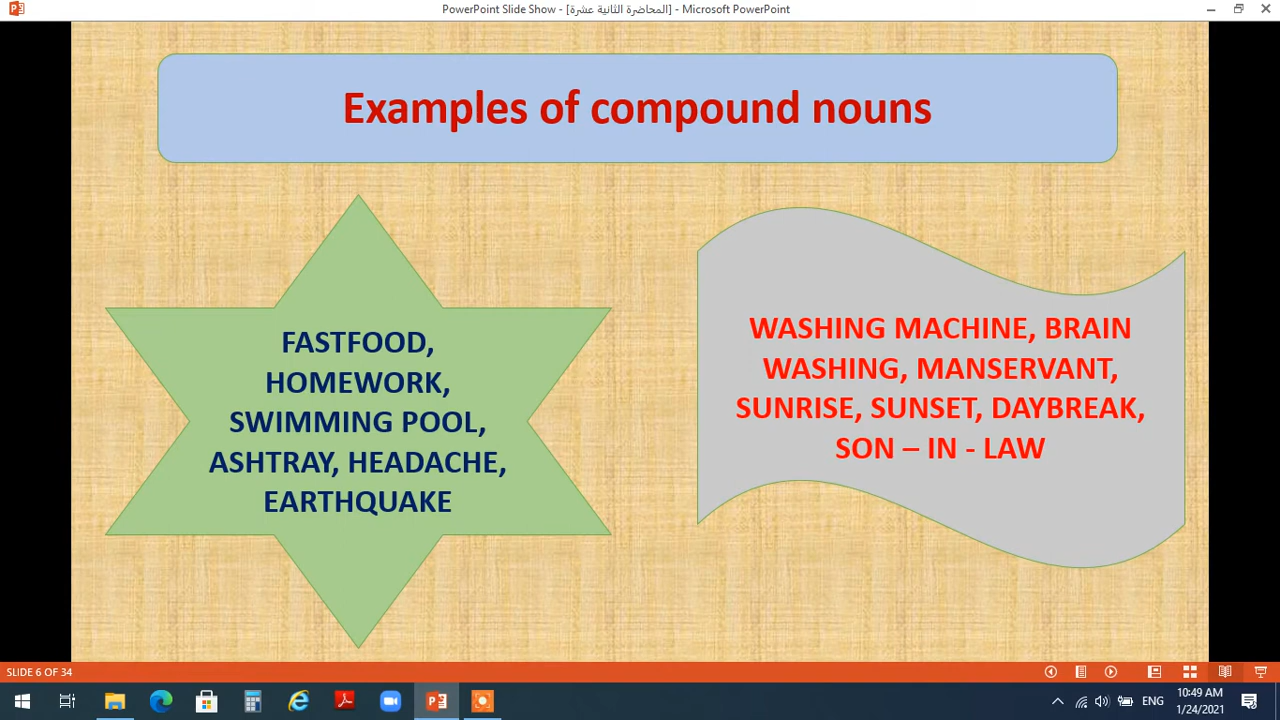 PowerPoint Slide Show - [المحاضرة الثانية عشرة] - Microsoft PowerPoint
Examples of compound nouns
FASTFOOD,
HOMEWORK,
SWIMMING POOL,
ASHTRAY, HEADACHE,
EARTHQUAKE
WASHING MACHINE, BRAIN
WASHING, MANSERVANT,
SUNRISE, SUNSET, DAYBREAK,
SON – IN - LAW
SLIDE 6 OF 34
ENG
10:49 AM
1/24/2021